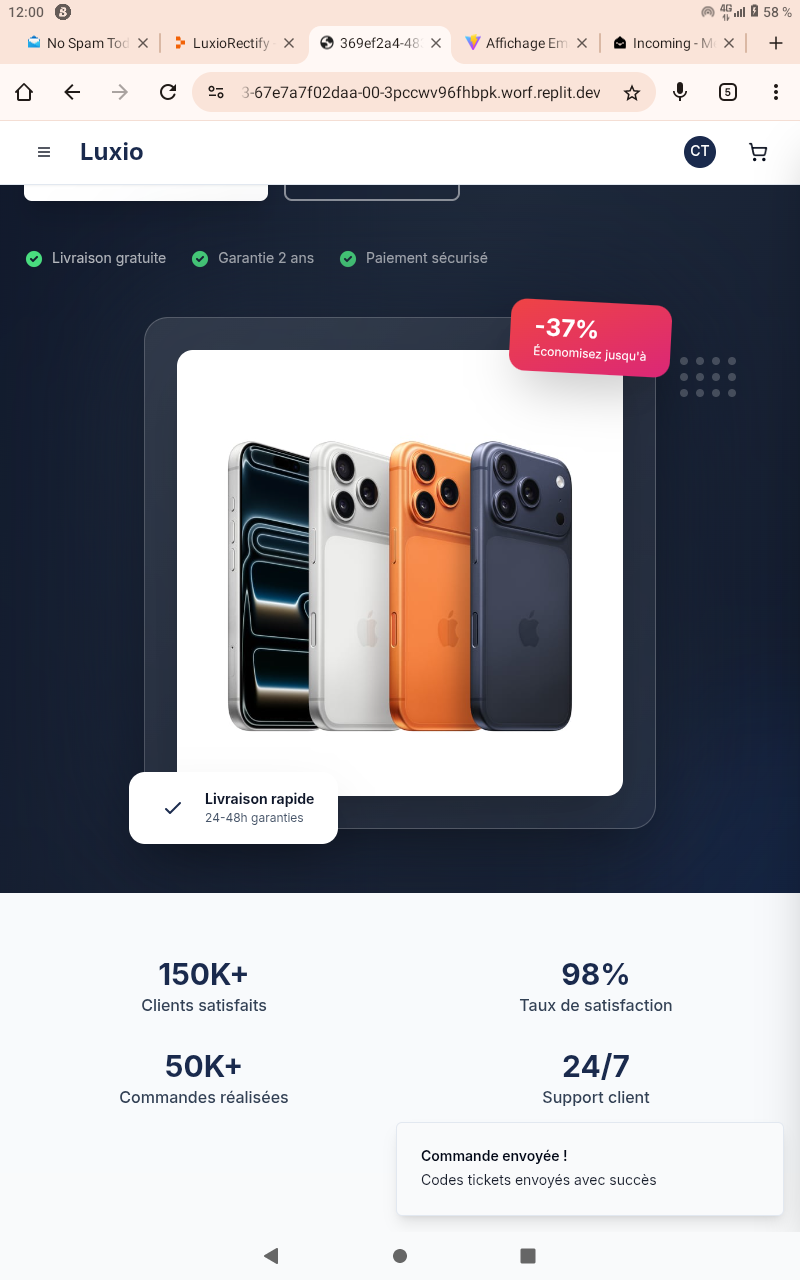 12:00
4G
58 %
No Spam Tod
LuxioRectify
369ef2a4-48
Affichage Em
Incoming - M
3-67e7a7f02daa-00-3pccwv96fhbpk.worf.replit.dev
5
Luxio
CT
Livraison gratuite
Garantie 2 ans
Paiement sécurisé
-37%
Économisez jusqu'à
Livraison rapide
24-48h garanties
150K+
Clients satisfaits
98%
Taux de satisfaction
50K+
Commandes réalisées
24/7
Support client
Commande envoyée !
Codes tickets envoyés avec succès